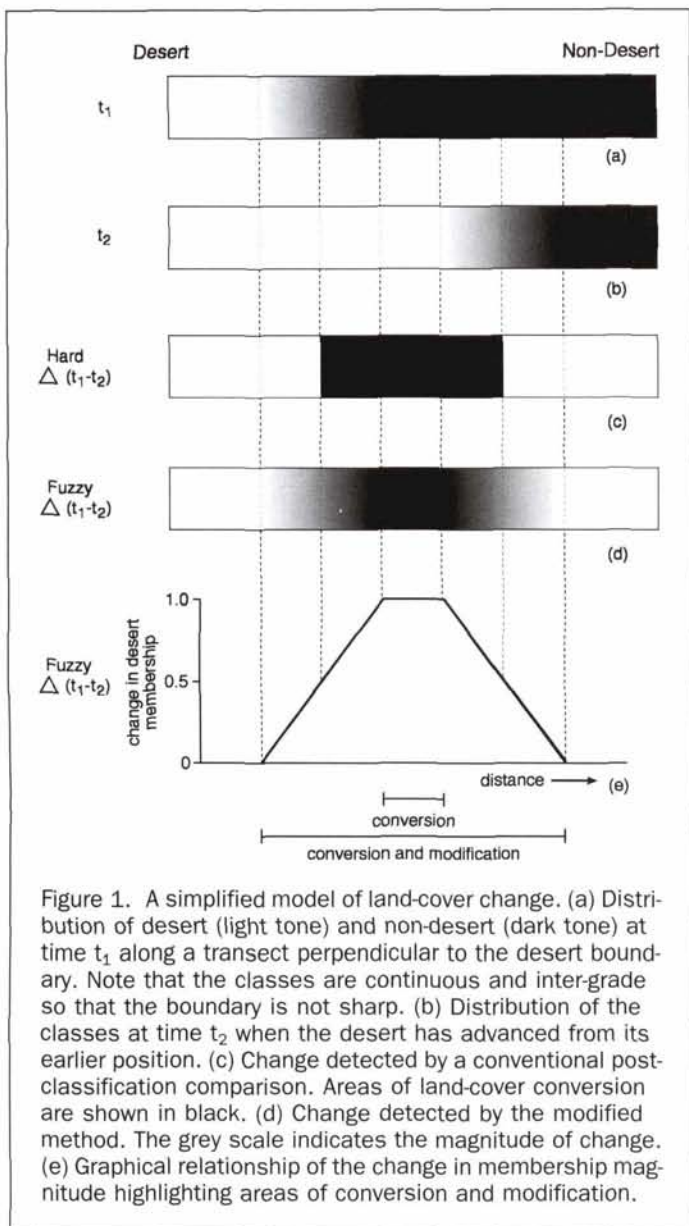 Desert
Non-Desert
t₁
(a)
t₂
(b)
Hard
Δ (t₁-t₂)
(c)
Fuzzy
Δ (t₁-t₂)
(d)
Fuzzy
Δ (t₁-t₂)
change in desert
membership
1.0
0.5
0
distance → (e)
conversion
conversion and modification
Figure 1. A simplified model of land-cover change. (a) Distri-
bution of desert (light tone) and non-desert (dark tone) at
time t₁ along a transect perpendicular to the desert bound-
ary. Note that the classes are continuous and inter-grade
so that the boundary is not sharp. (b) Distribution of the
classes at time t₂ when the desert has advanced from its
earlier position. (c) Change detected by a conventional post-
classification comparison. Areas of land-cover conversion
are shown in black. (d) Change detected by the modified
method. The grey scale indicates the magnitude of change.
(e) Graphical relationship of the change in membership mag-
nitude highlighting areas of conversion and modification.